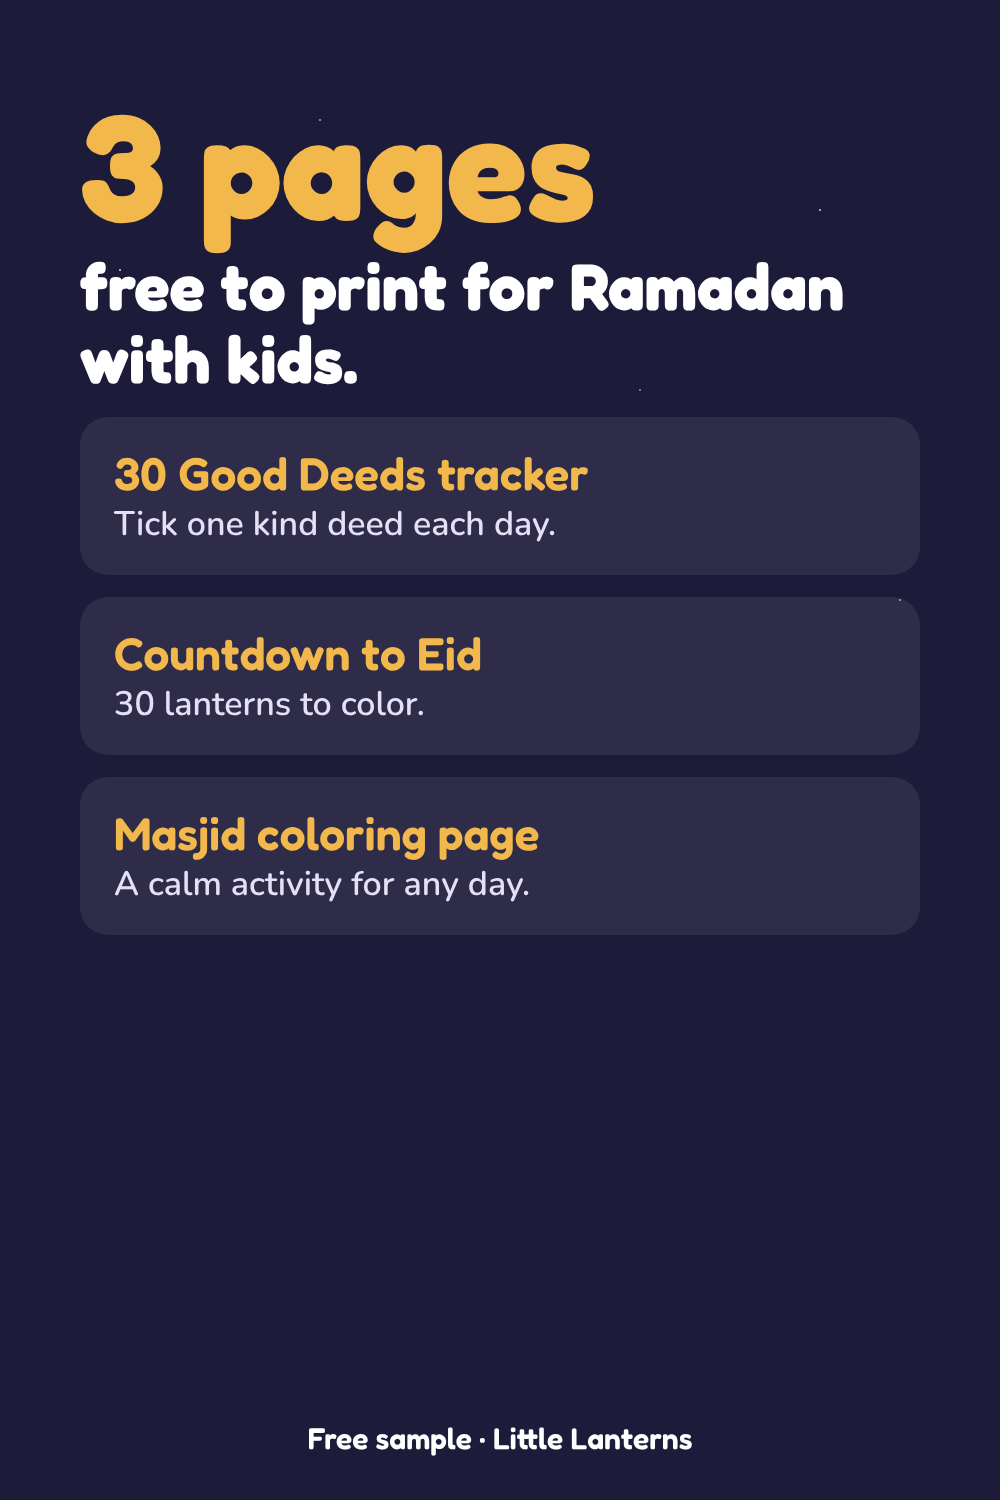 3 pages
free to print for Ramadan
with kids.
30 Good Deeds tracker
Tick one kind deed each day.
Countdown to Eid
30 lanterns to color.
Masjid coloring page
A calm activity for any day.
Free sample · Little Lanterns